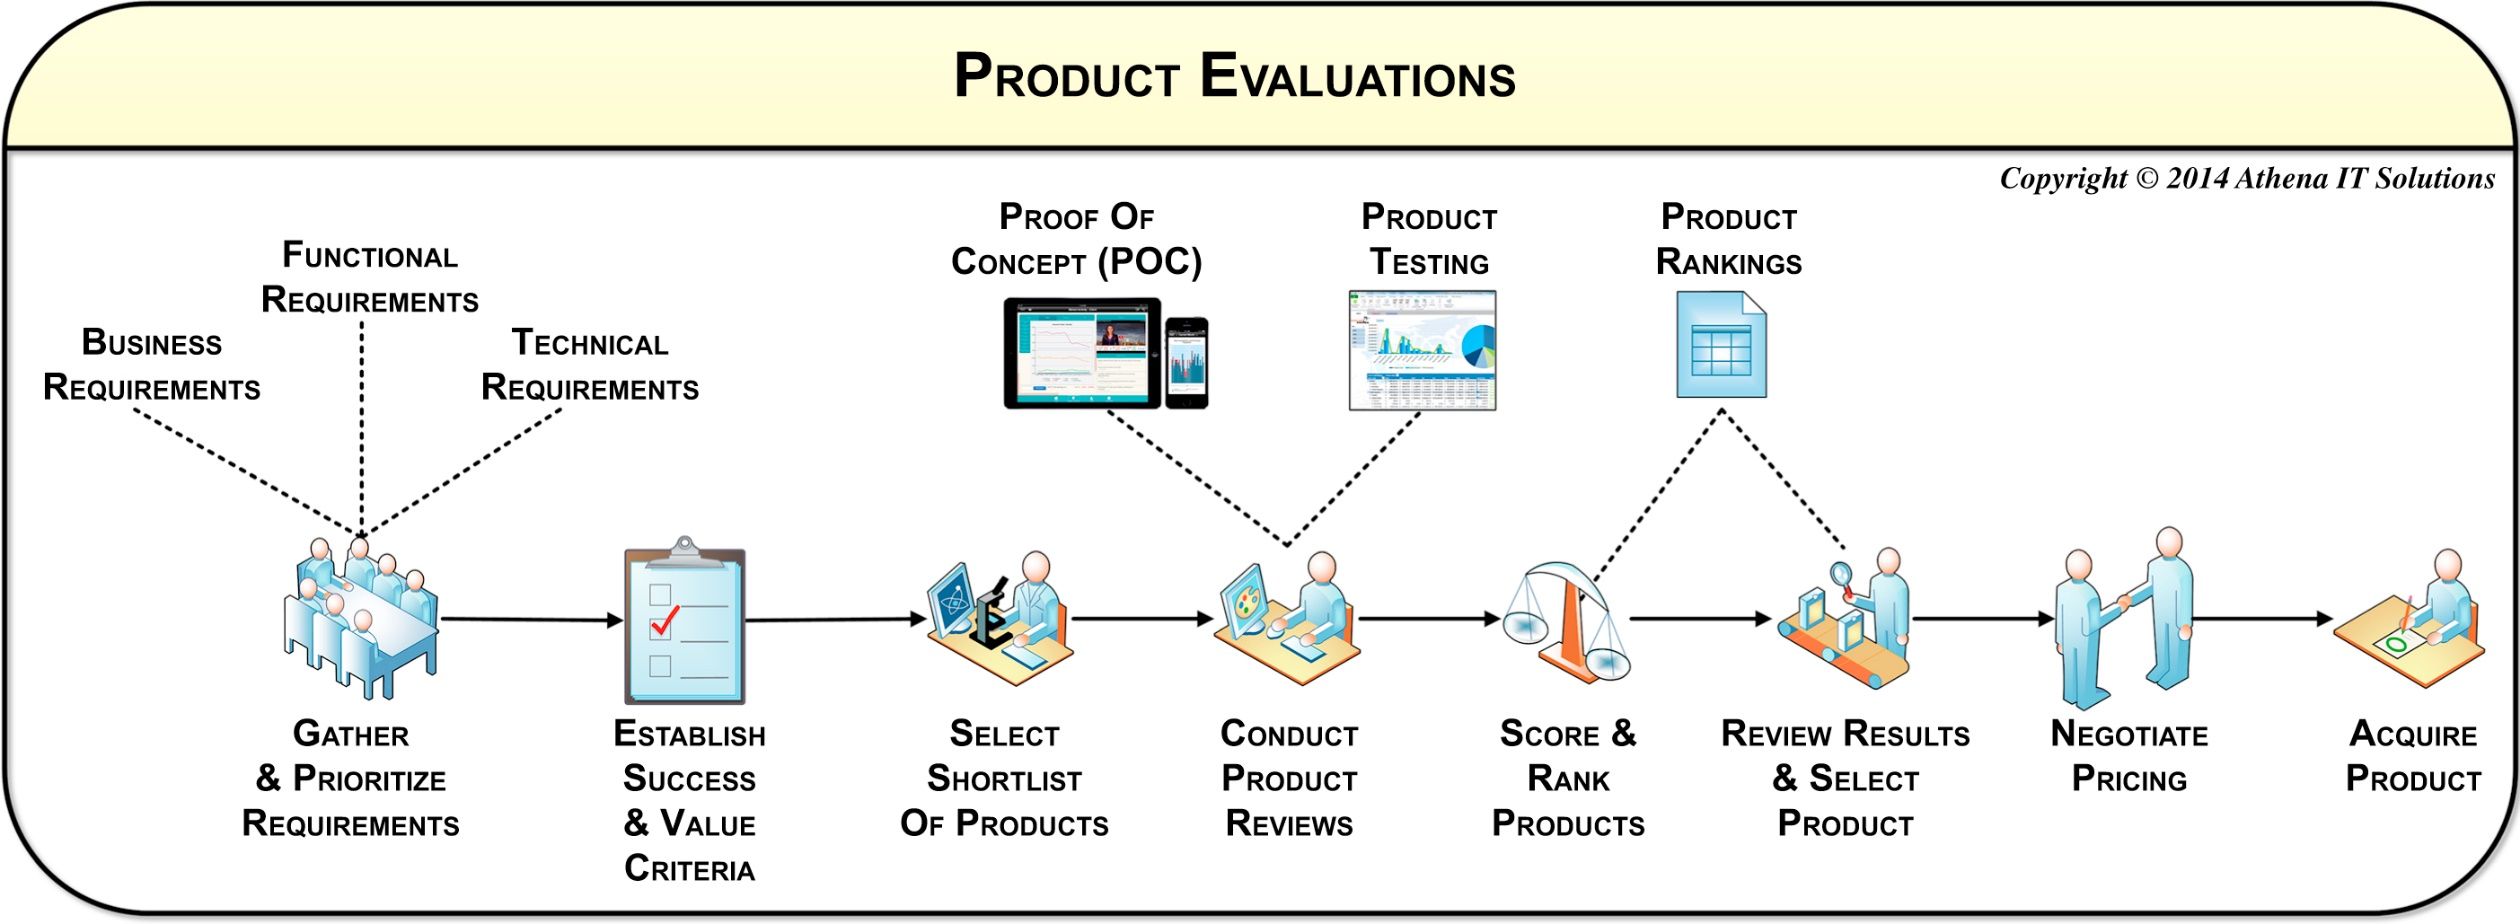 Product Evaluations
Copyright © 2014 Athena IT Solutions
Functional
Requirements
Business
Requirements
Technical
Requirements
Proof Of
Concept (POC)
Product
Testing
Product
Rankings
Gather
& Prioritize
Requirements
Establish
Success
& Value
Criteria
Select
Shortlist
Of Products
Conduct
Product
Reviews
Score &
Rank
Products
Review Results
& Select
Product
Negotiate
Pricing
Acquire
Product